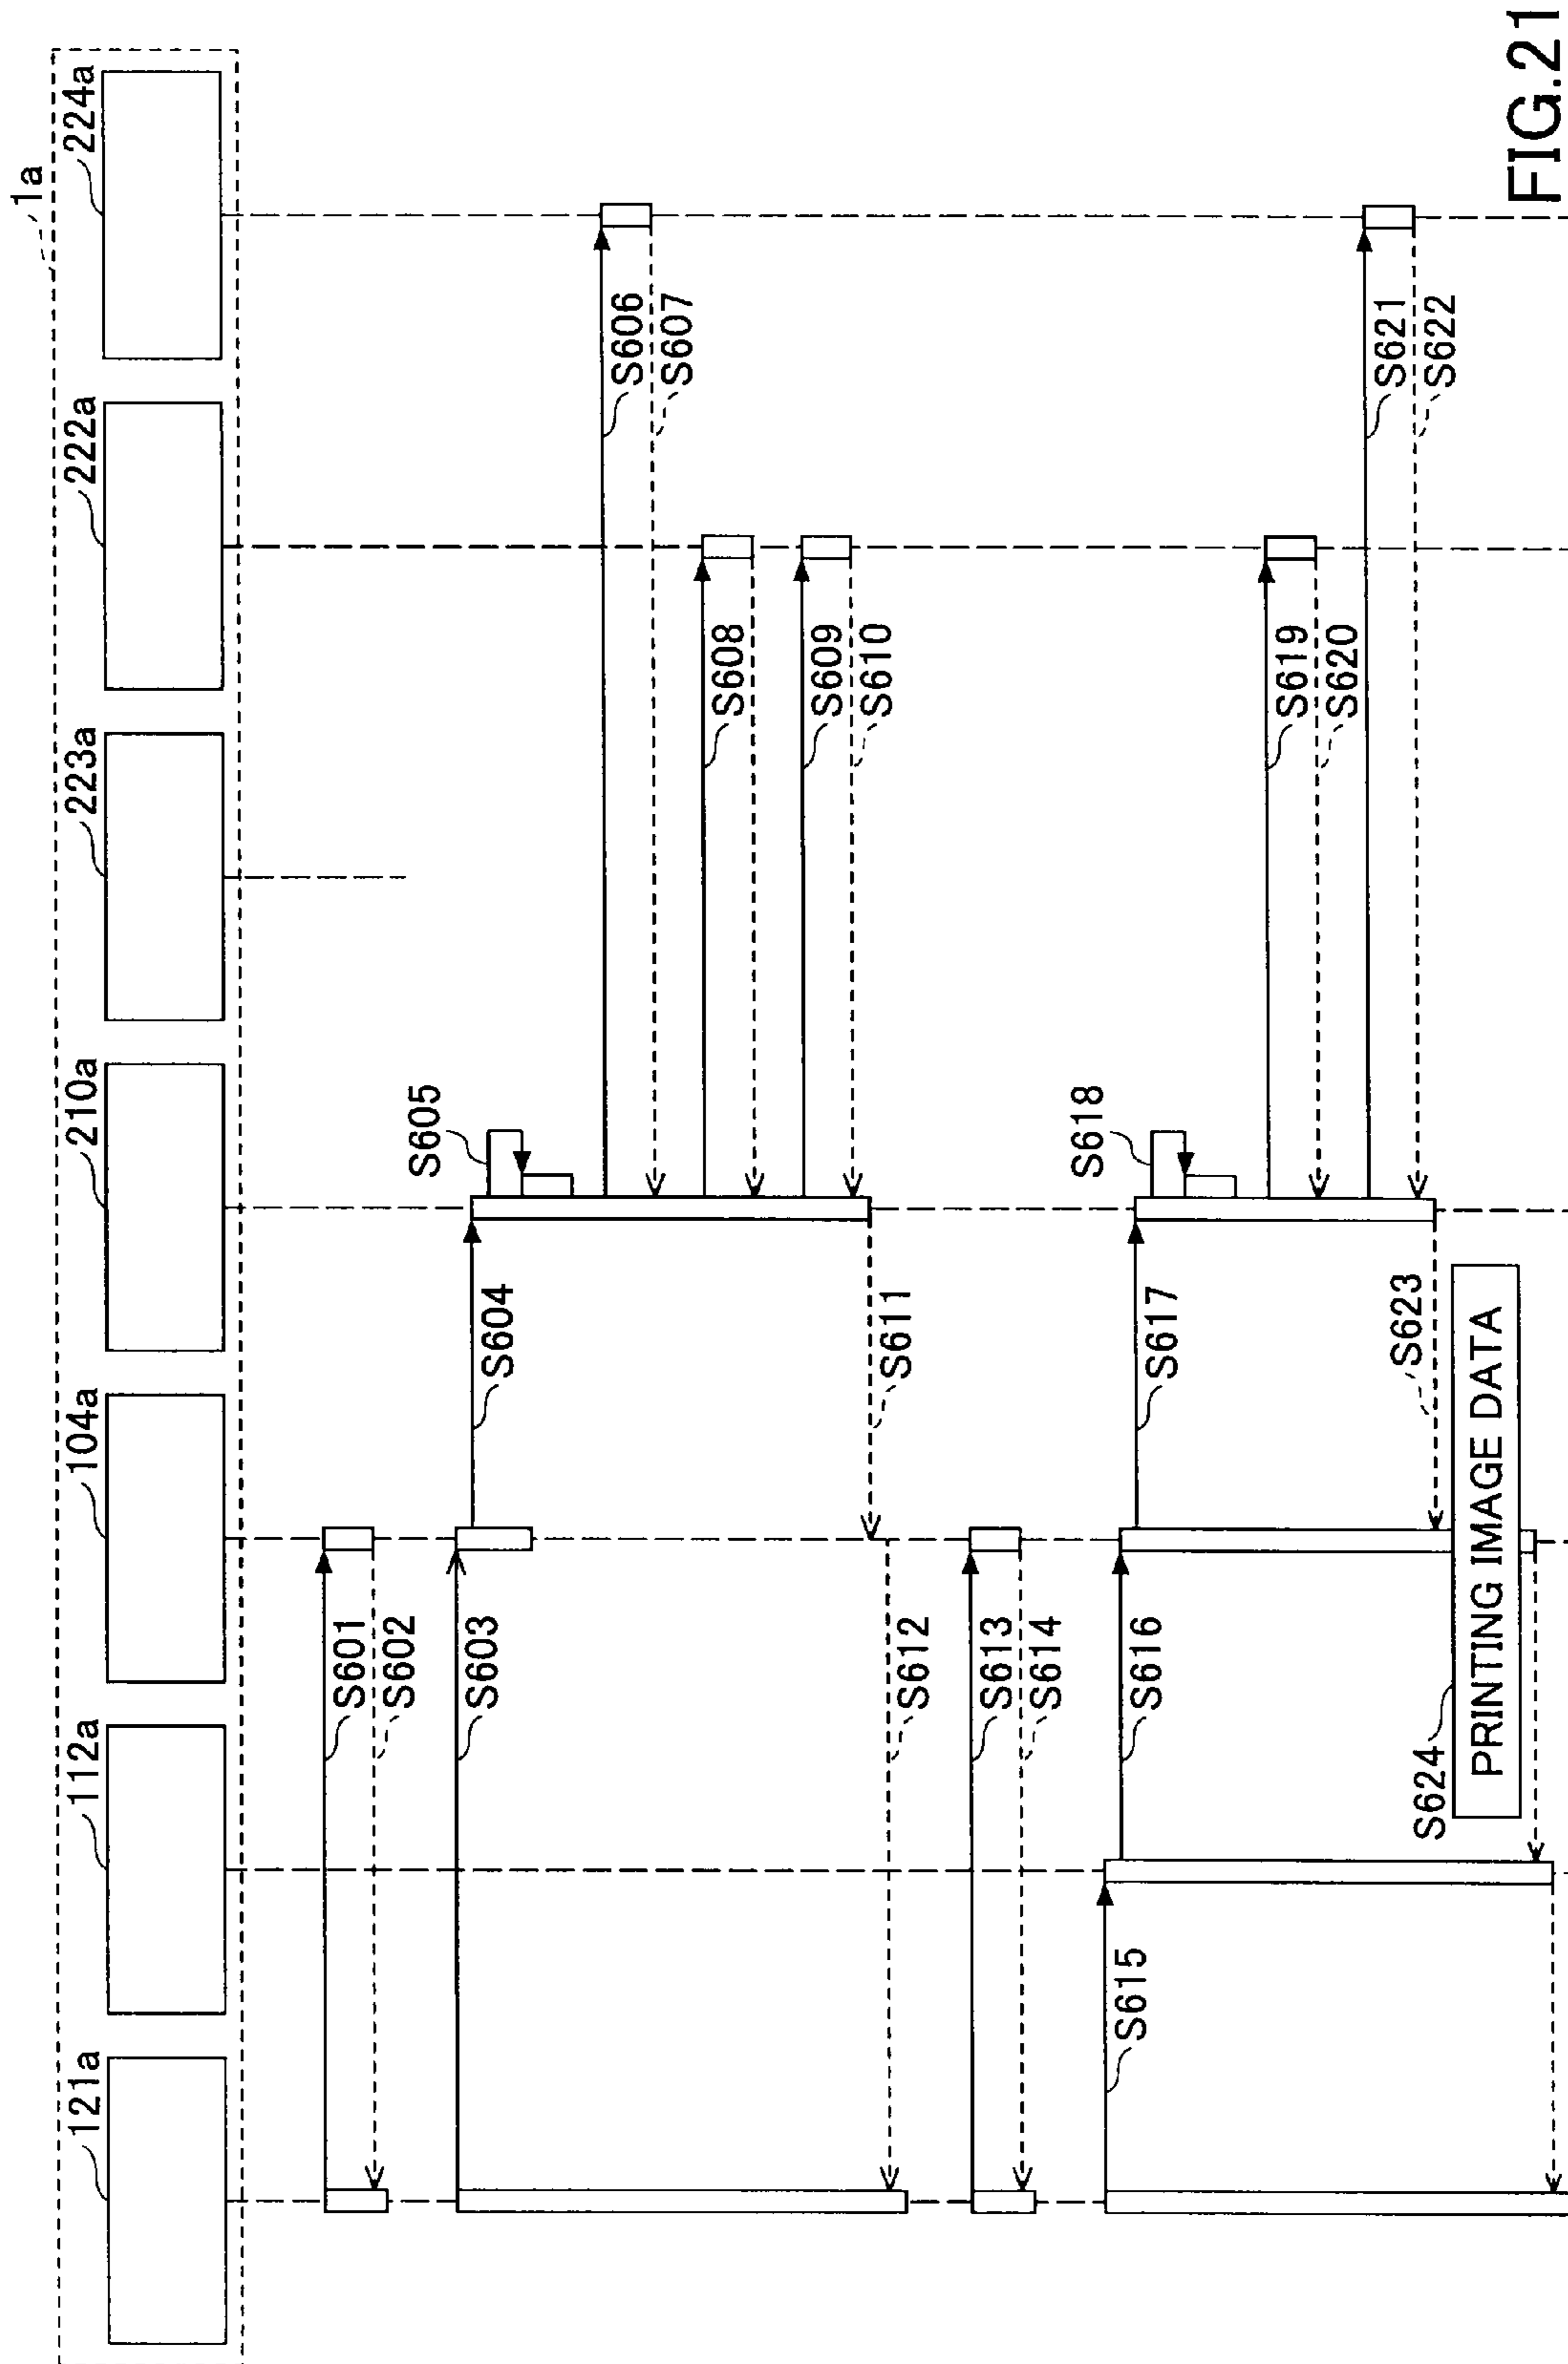 1a
121a
112a
104a
210a
223a
222a
224a
S601
S602
S603
S604
S605
S606
S607
S608
S609
S610
S611
S612
S613
S614
S615
S616
S617
S618
S619
S620
S621
S622
S623
S624
PRINTING IMAGE DATA
FIG.21